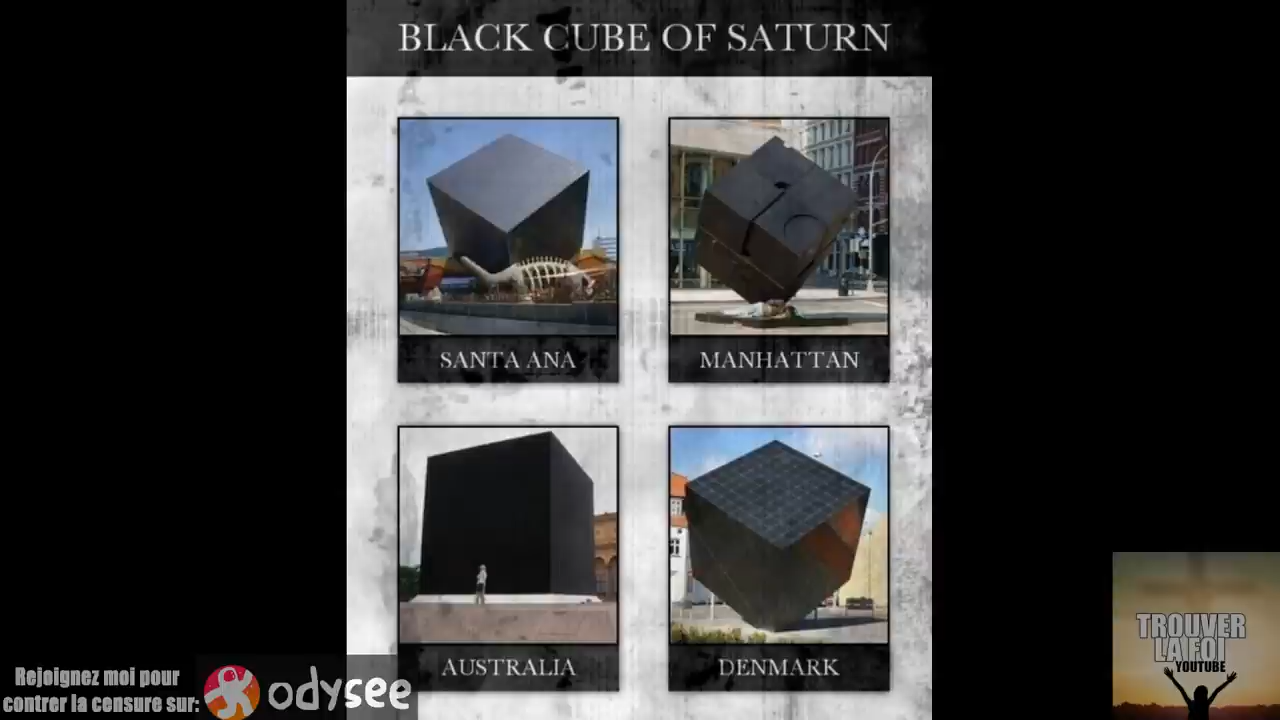 BLACK CUBE OF SATURN
SANTA ANA
MANHATTAN
AUSTRALIA
DENMARK
Rejoignez moi pour
contrer la censure sur:
odysee
TROUVER
LA FOI
YOUTUBE